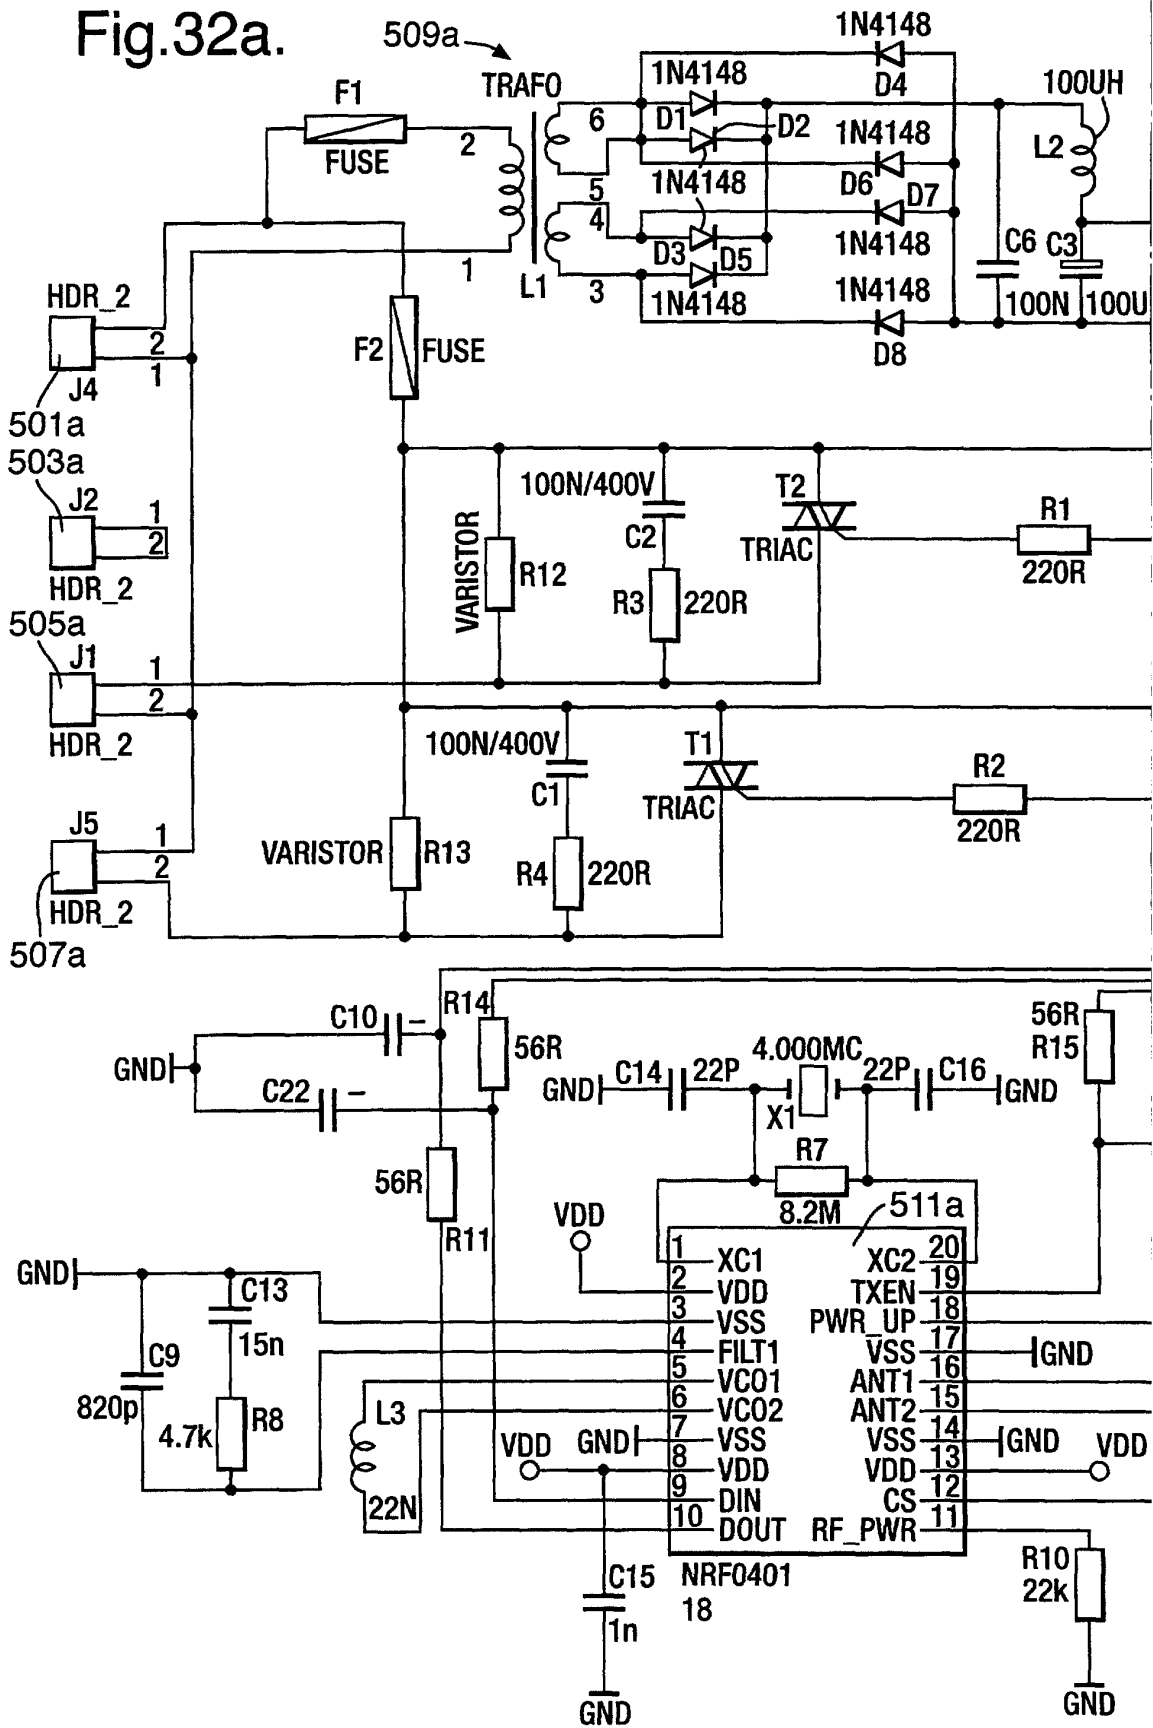 Fig.32a.
509a
1N4148
D4
TRAFO
1N4148
100UH
F1
FUSE
2
6
D1
D2
1N4148
L2
1N4148
D6
D7
5
4
1
L1
3
D3
D5
1N4148
1N4148
1N4148
D8
C6
C3
100N
100U
HDR_2
2
1
J4
501a
F2
FUSE
503a
J2
1
2
HDR_2
100N/400V
C2
T2
TRIAC
R1
220R
VARISTOR
R12
R3
220R
505a
J1
1
2
HDR_2
100N/400V
C1
T1
TRIAC
R2
220R
J5
1
2
HDR_2
507a
VARISTOR
R13
R4
220R
C10
–
R14
56R
GND
C22
–
56R
R15
GND
C14
22P
4.000MC
X1
22P
C16
GND
R7
8.2M
56R
R11
VDD
511a
GND
C13
15n
C9
820p
4.7k
R8
L3
22N
1 XC1
2 VDD
3 VSS
4 FILT1
5 VCO1
6 VCO2
GND
7 VSS
VDD
8 VDD
9 DIN
10 DOUT
XC2 20
TXEN 19
PWR_UP 18
VSS 17
GND
ANT1 16
ANT2 15
VSS 14
GND
VDD 13
VDD
CS 12
RF_PWR 11
NRF0401
18
C15
1n
GND
R10
22k
GND